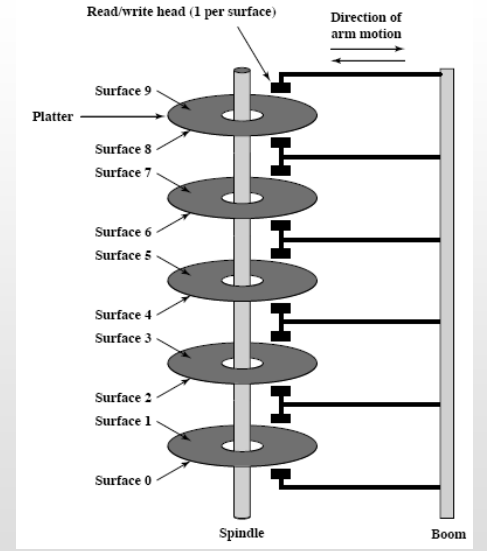 Read/write head (1 per surface)
Direction of
arm motion
Surface 9
Platter
Surface 8
Surface 7
Surface 6
Surface 5
Surface 4
Surface 3
Surface 2
Surface 1
Surface 0
Spindle
Boom